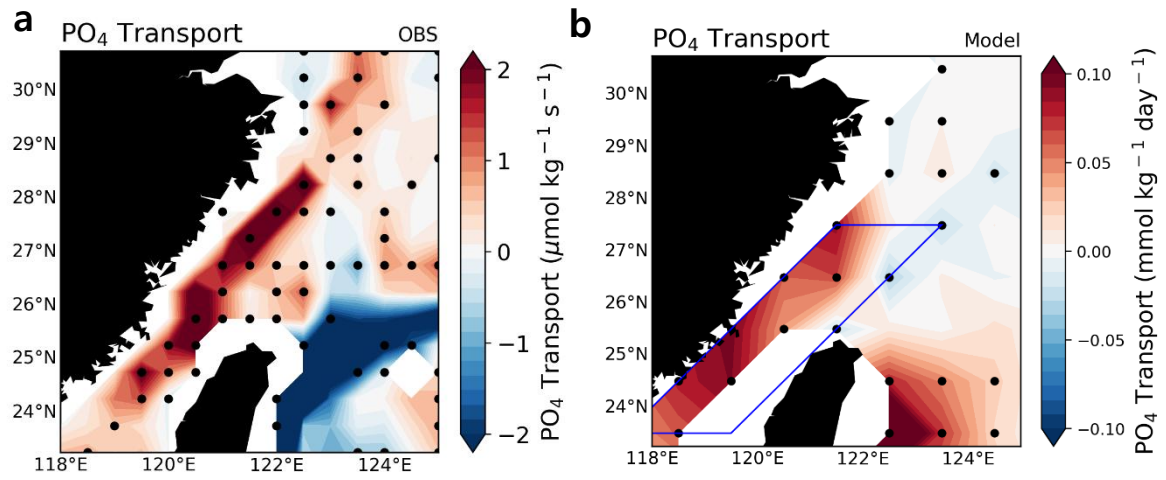 a
PO₄ Transport
OBS
30°N
29°N
28°N
27°N
26°N
25°N
24°N
118°E
120°E
122°E
124°E
2
1
0
−1
−2
PO₄ Transport (μmol kg⁻¹ s⁻¹)
b
PO₄ Transport
Model
30°N
29°N
28°N
27°N
26°N
25°N
24°N
118°E
120°E
122°E
124°E
0.10
0.05
0.00
−0.05
−0.10
PO₄ Transport (mmol kg⁻¹ day⁻¹)